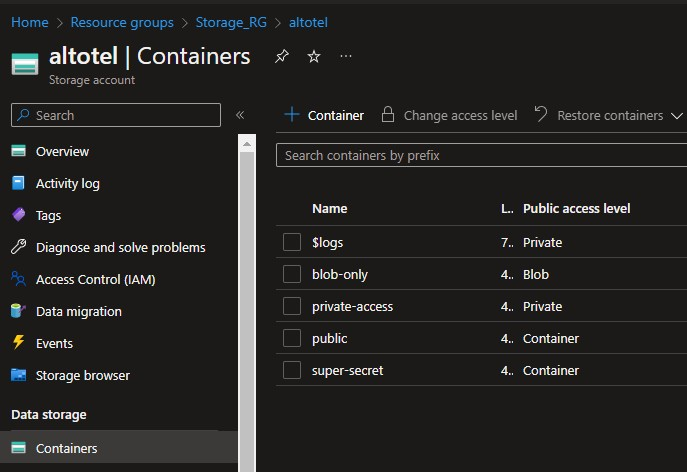 Home > Resource groups > Storage_RG > altotel
altotel | Containers
Storage account
Search
Overview
Activity log
Tags
Diagnose and solve problems
Access Control (IAM)
Data migration
Events
Storage browser
Data storage
Containers
Container Change access level Restore containers
Search containers by prefix
Name L.. Public access level
$logs 7.. Private
blob-only 4.. Blob
private-access 4.. Private
public 4.. Container
super-secret 4.. Container